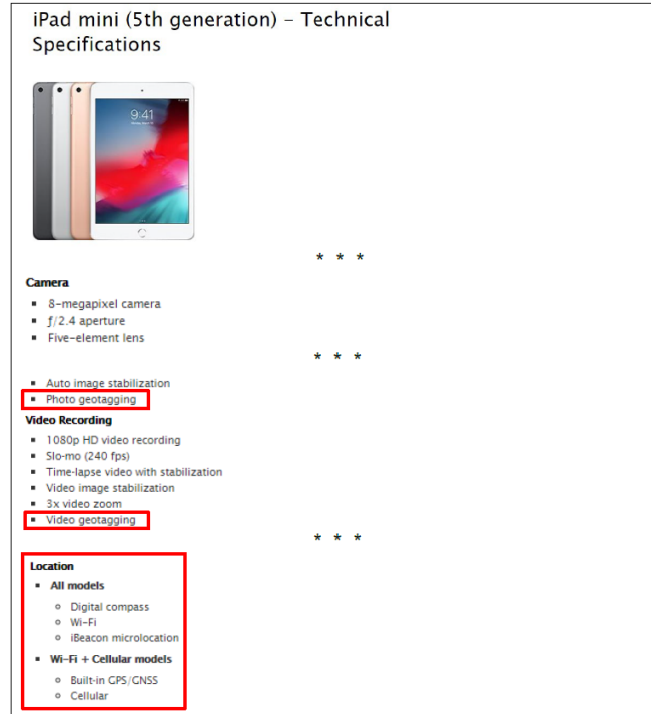 iPad mini (5th generation) – Technical
Specifications
9:41
* * *
Camera
▪ 8-megapixel camera
▪ ƒ/2.4 aperture
▪ Five-element lens
* * *
▪ Auto image stabilization
▪ Photo geotagging
Video Recording
▪ 1080p HD video recording
▪ Slo-mo (240 fps)
▪ Time-lapse video with stabilization
▪ Video image stabilization
▪ 3x video zoom
▪ Video geotagging
* * *
Location
▪ All models
○ Digital compass
○ Wi-Fi
○ iBeacon microlocation
▪ Wi-Fi + Cellular models
○ Built-in GPS/GNSS
○ Cellular